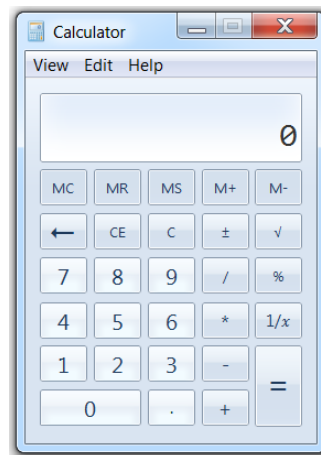 Calculator
View Edit Help
0
MC MR MS M+ M-
← CE C ± √
7 8 9 / %
4 5 6 * 1/x
1 2 3 - =
0 . +